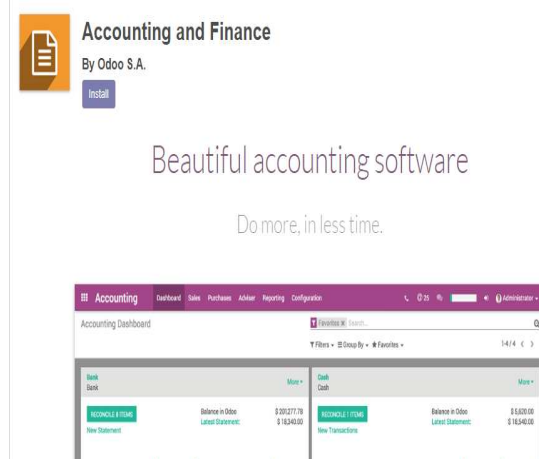 Accounting and Finance
By Odoo S.A.
Install
Beautiful accounting software
Do more, in less time.
Accounting Dashboard Sales Purchases Adviser Reporting Configuration 25 Administrator
Accounting Dashboard
Favorites × Search...
Filters Group By Favorites 1-4 / 4
Bank
Bank
More
RECONCILE 8 ITEMS
New Statement
Balance in Odoo $ 201,277.78
Latest Statement: $ 18,340.00
Cash
Cash
More
RECONCILE 1 ITEMS
New Transactions
Balance in Odoo $ 5,620.00
Latest Statement: $ 18,540.00